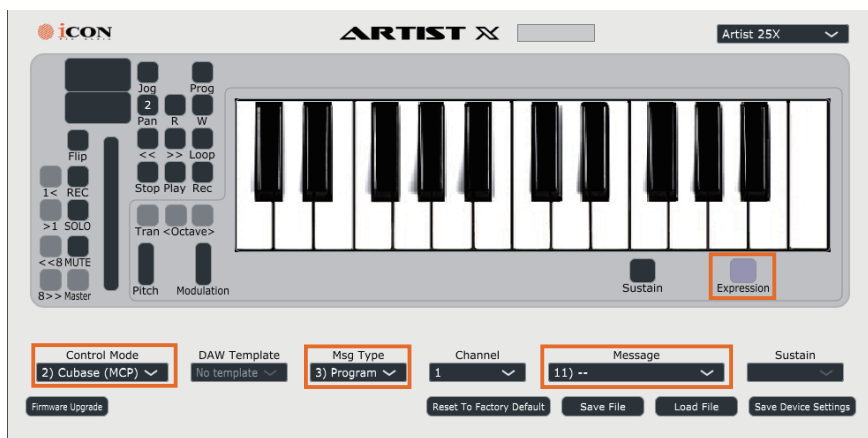 icon
ARTIST X
Artist 25X
Jog Prog
2
Pan R W
Flip
<< >> Loop
1< REC
Stop Play Rec
>1 SOLO
Tran <Octave>
<<8 MUTE
8>> Master
Pitch Modulation
Sustain
Expression
Control Mode DAW Template Msg Type Channel Message Sustain
2) Cubase (MCP) No template 3) Program 1 11) --
Firmware Upgrade Reset To Factory Default Save File Load File Save Device Settings